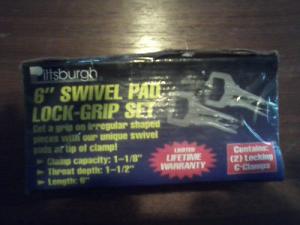 Pittsburgh
6" SWIVEL PAD
LOCK-GRIP SET
Get a grip on irregular shaped
pieces with our unique swivel
pads at tip of clamp!
Clamp capacity: 1-1/8"
Throat depth: 1-1/2"
Length: 6"
LIMITED
LIFETIME
WARRANTY
Contains:
(2) Locking
C-Clamps